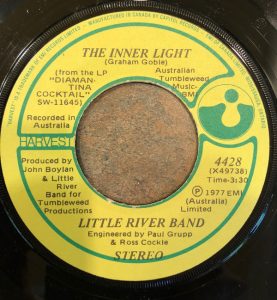 MANUFACTURED IN CANADA BY CAPITOL RECORDS
THE INNER LIGHT
(Graham Goble)
(from the LP
"DIAMAN-
TINA
COCKTAIL"
SW-11645)
Recorded in
Australia
Australian
Tumbleweed
Music-
BM
HARVEST
Produced by
John Boylan
& Little
River Band for
Tumbleweed
Productions
4428
(X49738)
Time-3:30
℗ 1977 EMI
(Australia)
Limited
LITTLE RIVER BAND
Engineered by Paul Grupp
& Ross Cockle
STEREO